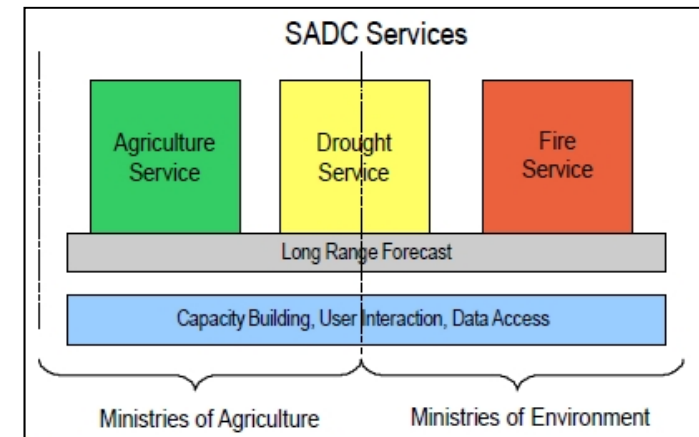 SADC Services
Agriculture
Service
Drought
Service
Fire
Service
Long Range Forecast
Capacity Building, User Interaction, Data Access
Ministries of Agriculture
Ministries of Environment